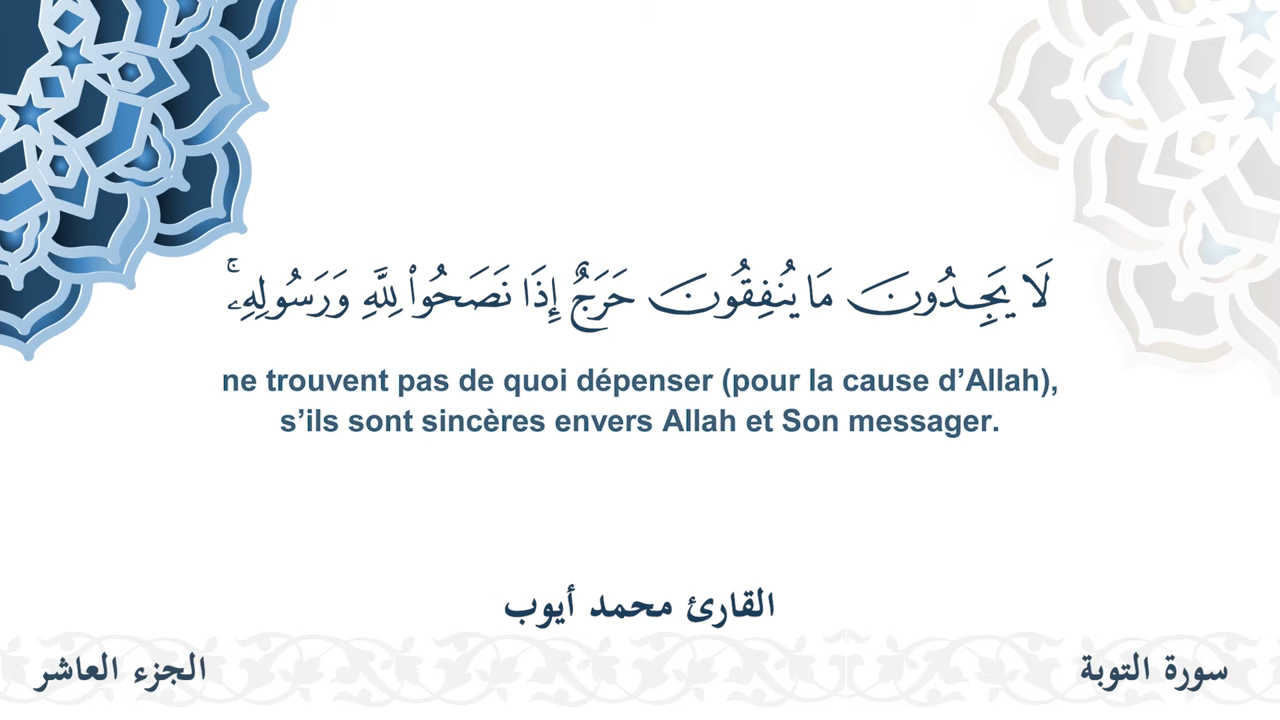 لَا يَجِدُونَ مَا يُنفِقُونَ حَرَجٌ إِذَا نَصَحُوا۟ لِلَّهِ وَرَسُولِهِۦ ۚ
ne trouvent pas de quoi dépenser (pour la cause d’Allah),
s’ils sont sincères envers Allah et Son messager.
القارئ محمد أيوب
سورة التوبة
الجزء العاشر